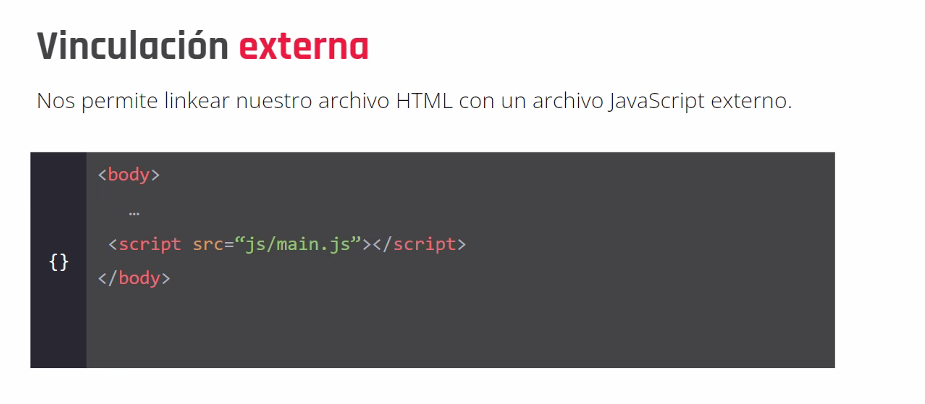 Vinculación externa
Nos permite linkear nuestro archivo HTML con un archivo JavaScript externo.
<body>
…
<script src=“js/main.js”></script>
{}
</body>